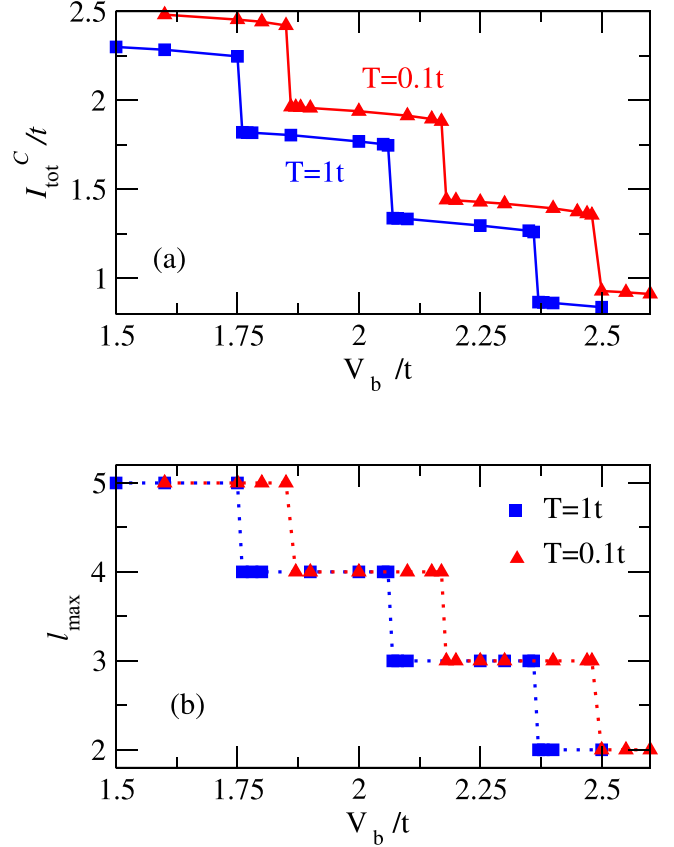 2.5
2
1.5
1
I_tot^C /t
T=0.1t
T=1t
(a)
1.5 1.75 2 2.25 2.5
V_b /t
5
4
3
2
l_max
T=1t
T=0.1t
(b)
1.5 1.75 2 2.25 2.5
V_b /t